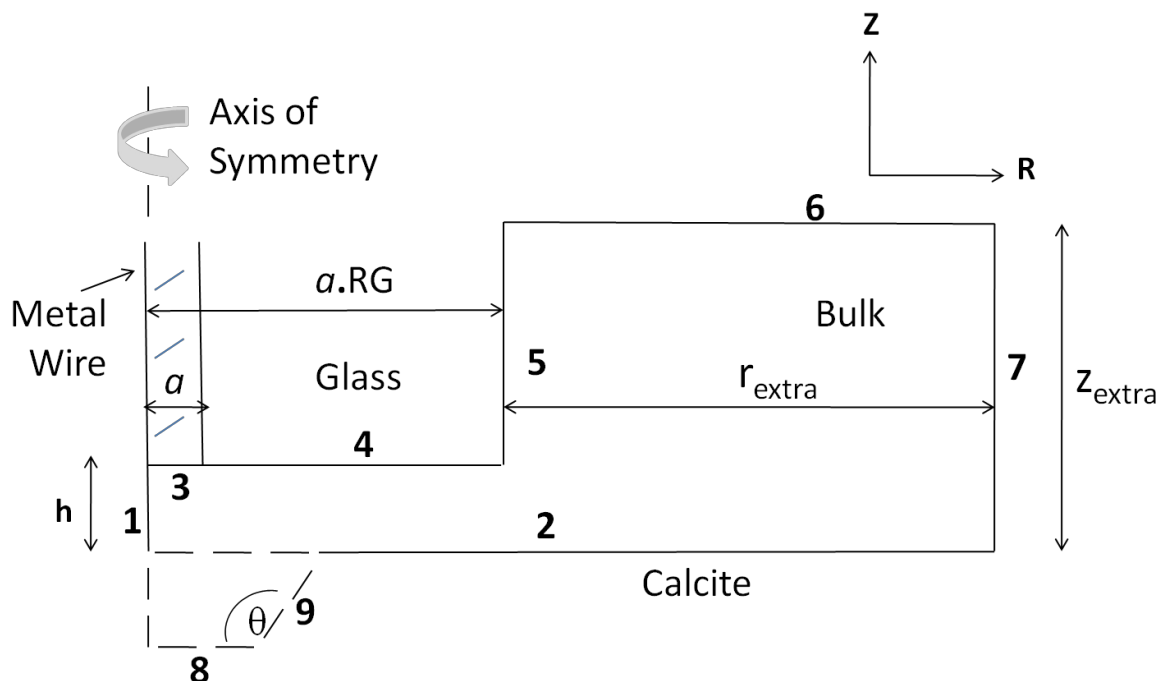 Z
R
Axis of
Symmetry
6
a.RG
Metal
Wire
Bulk
a
Glass
5
r_extra
7
z_extra
4
3
h
1
2
Calcite
θ
9
8